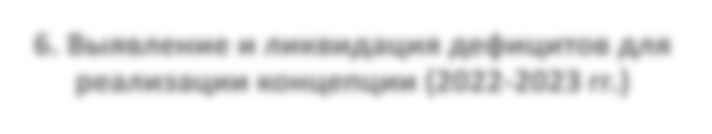 6. Выявление и ликвидация дефицитов для
реализации концепции (2022-2023 гг.)